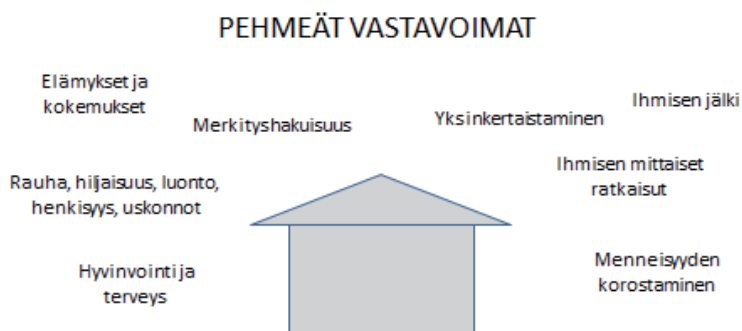 PEHMEÄT VASTAVOIMAT
Elämykset ja
kokemukset
Merkityshakuisuus
Yksinkertaistaminen
Ihmisen jälki
Rauha, hiljaisuus, luonto,
henkisyys, uskonnot
Ihmisen mittaiset
ratkaisut
Hyvinvointi ja
terveys
Menneisyyden
korostaminen